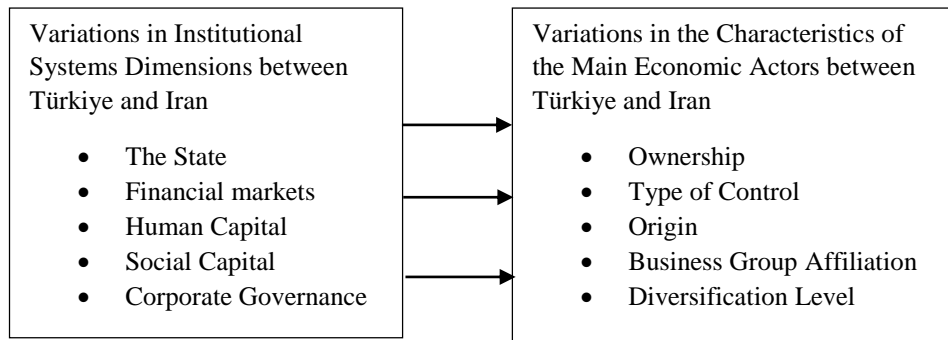 Variations in Institutional
Systems Dimensions between
Türkiye and Iran
• The State
• Financial markets
• Human Capital
• Social Capital
• Corporate Governance
Variations in the Characteristics of
the Main Economic Actors between
Türkiye and Iran
• Ownership
• Type of Control
• Origin
• Business Group Affiliation
• Diversification Level